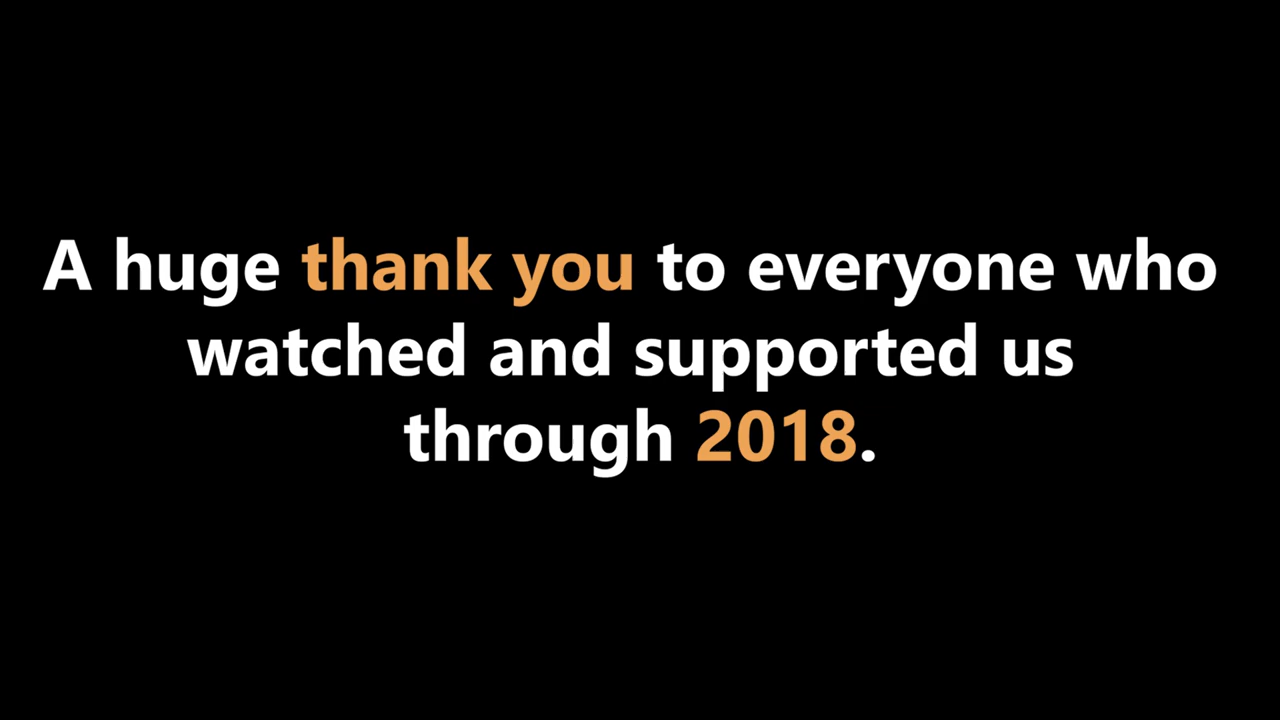 A huge thank you to everyone who
watched and supported us
through 2018.